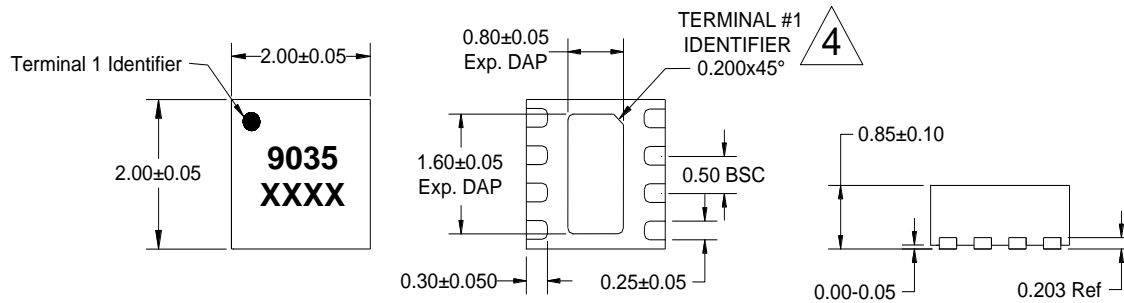 Terminal 1 Identifier
2.00±0.05
2.00±0.05
9035
XXXX
0.80±0.05
Exp. DAP
1.60±0.05
Exp. DAP
0.30±0.050
0.25±0.05
0.50 BSC
TERMINAL #1
IDENTIFIER
0.200x45°
4
0.85±0.10
0.00-0.05
0.203 Ref